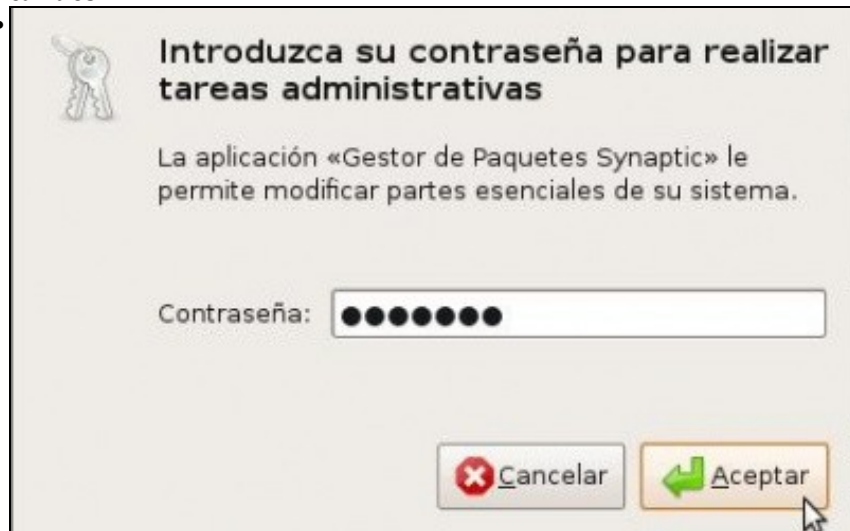 Introduzca su contraseña para realizar
tareas administrativas
La aplicación «Gestor de Paquetes Synaptic» le
permite modificar partes esenciales de su sistema.
Contraseña: ●●●●●●●
Cancelar
Aceptar